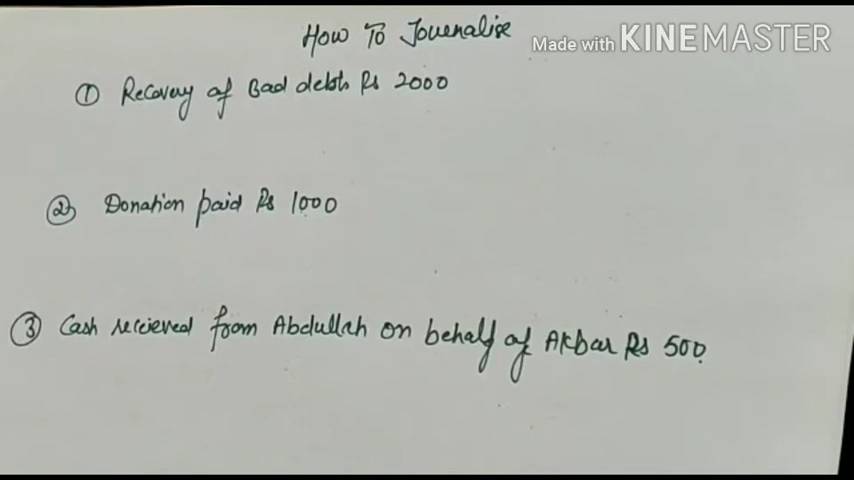 How To Journalise
Made with KINEMASTER
① Recovery of Bad debts Rs 2000
② Donation paid Rs 1000
③ Cash recieved from Abdullah on behalf of Akbar Rs 500.